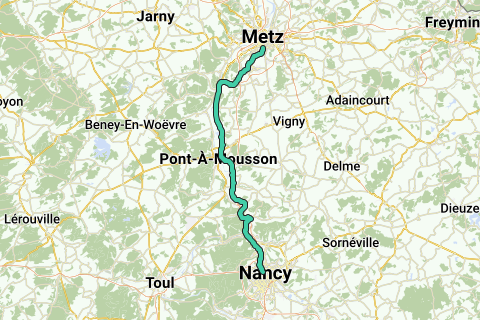 Jarny
Freymin
Metz
oyon
Adaincourt
Beney-En-Woëvre
Vigny
Pont-À-Mousson
Delme
Dieuze
Lérouville
Sornéville
Nancy
Toul